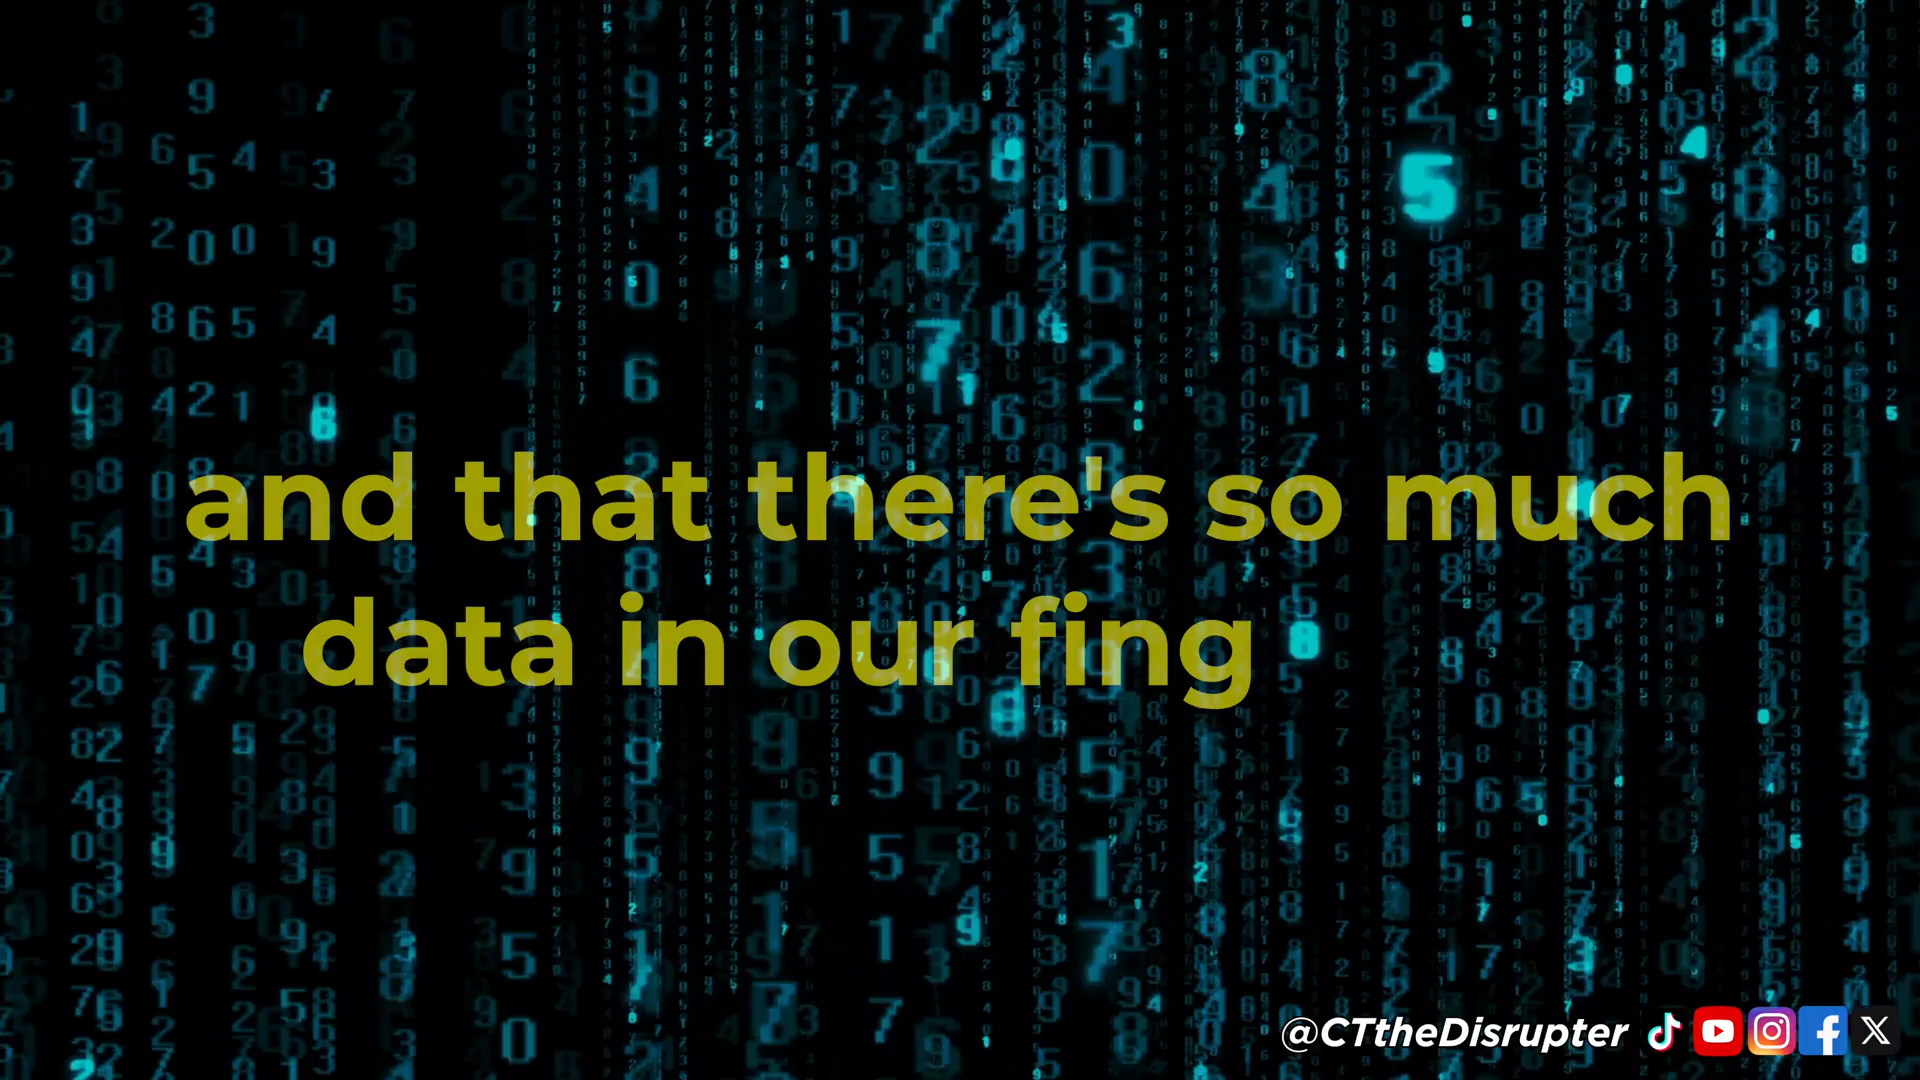 and that there's so much
data in our fing
@CTtheDisrupter